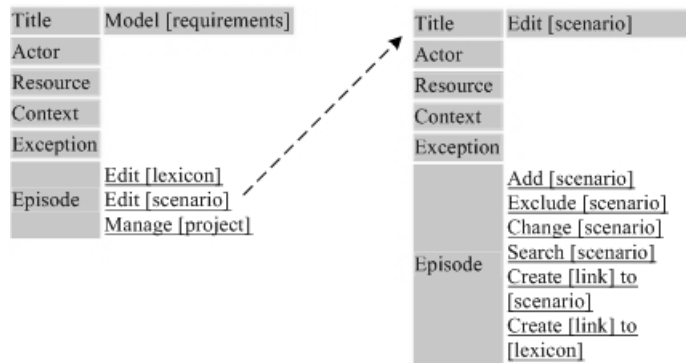 Title Model [requirements]
Actor
Resource
Context
Exception
Edit [lexicon]
Episode Edit [scenario]
Manage [project]
Title Edit [scenario]
Actor
Resource
Context
Exception
Add [scenario]
Exclude [scenario]
Change [scenario]
Search [scenario]
Episode Create [link] to
[scenario]
Create [link] to
[lexicon]